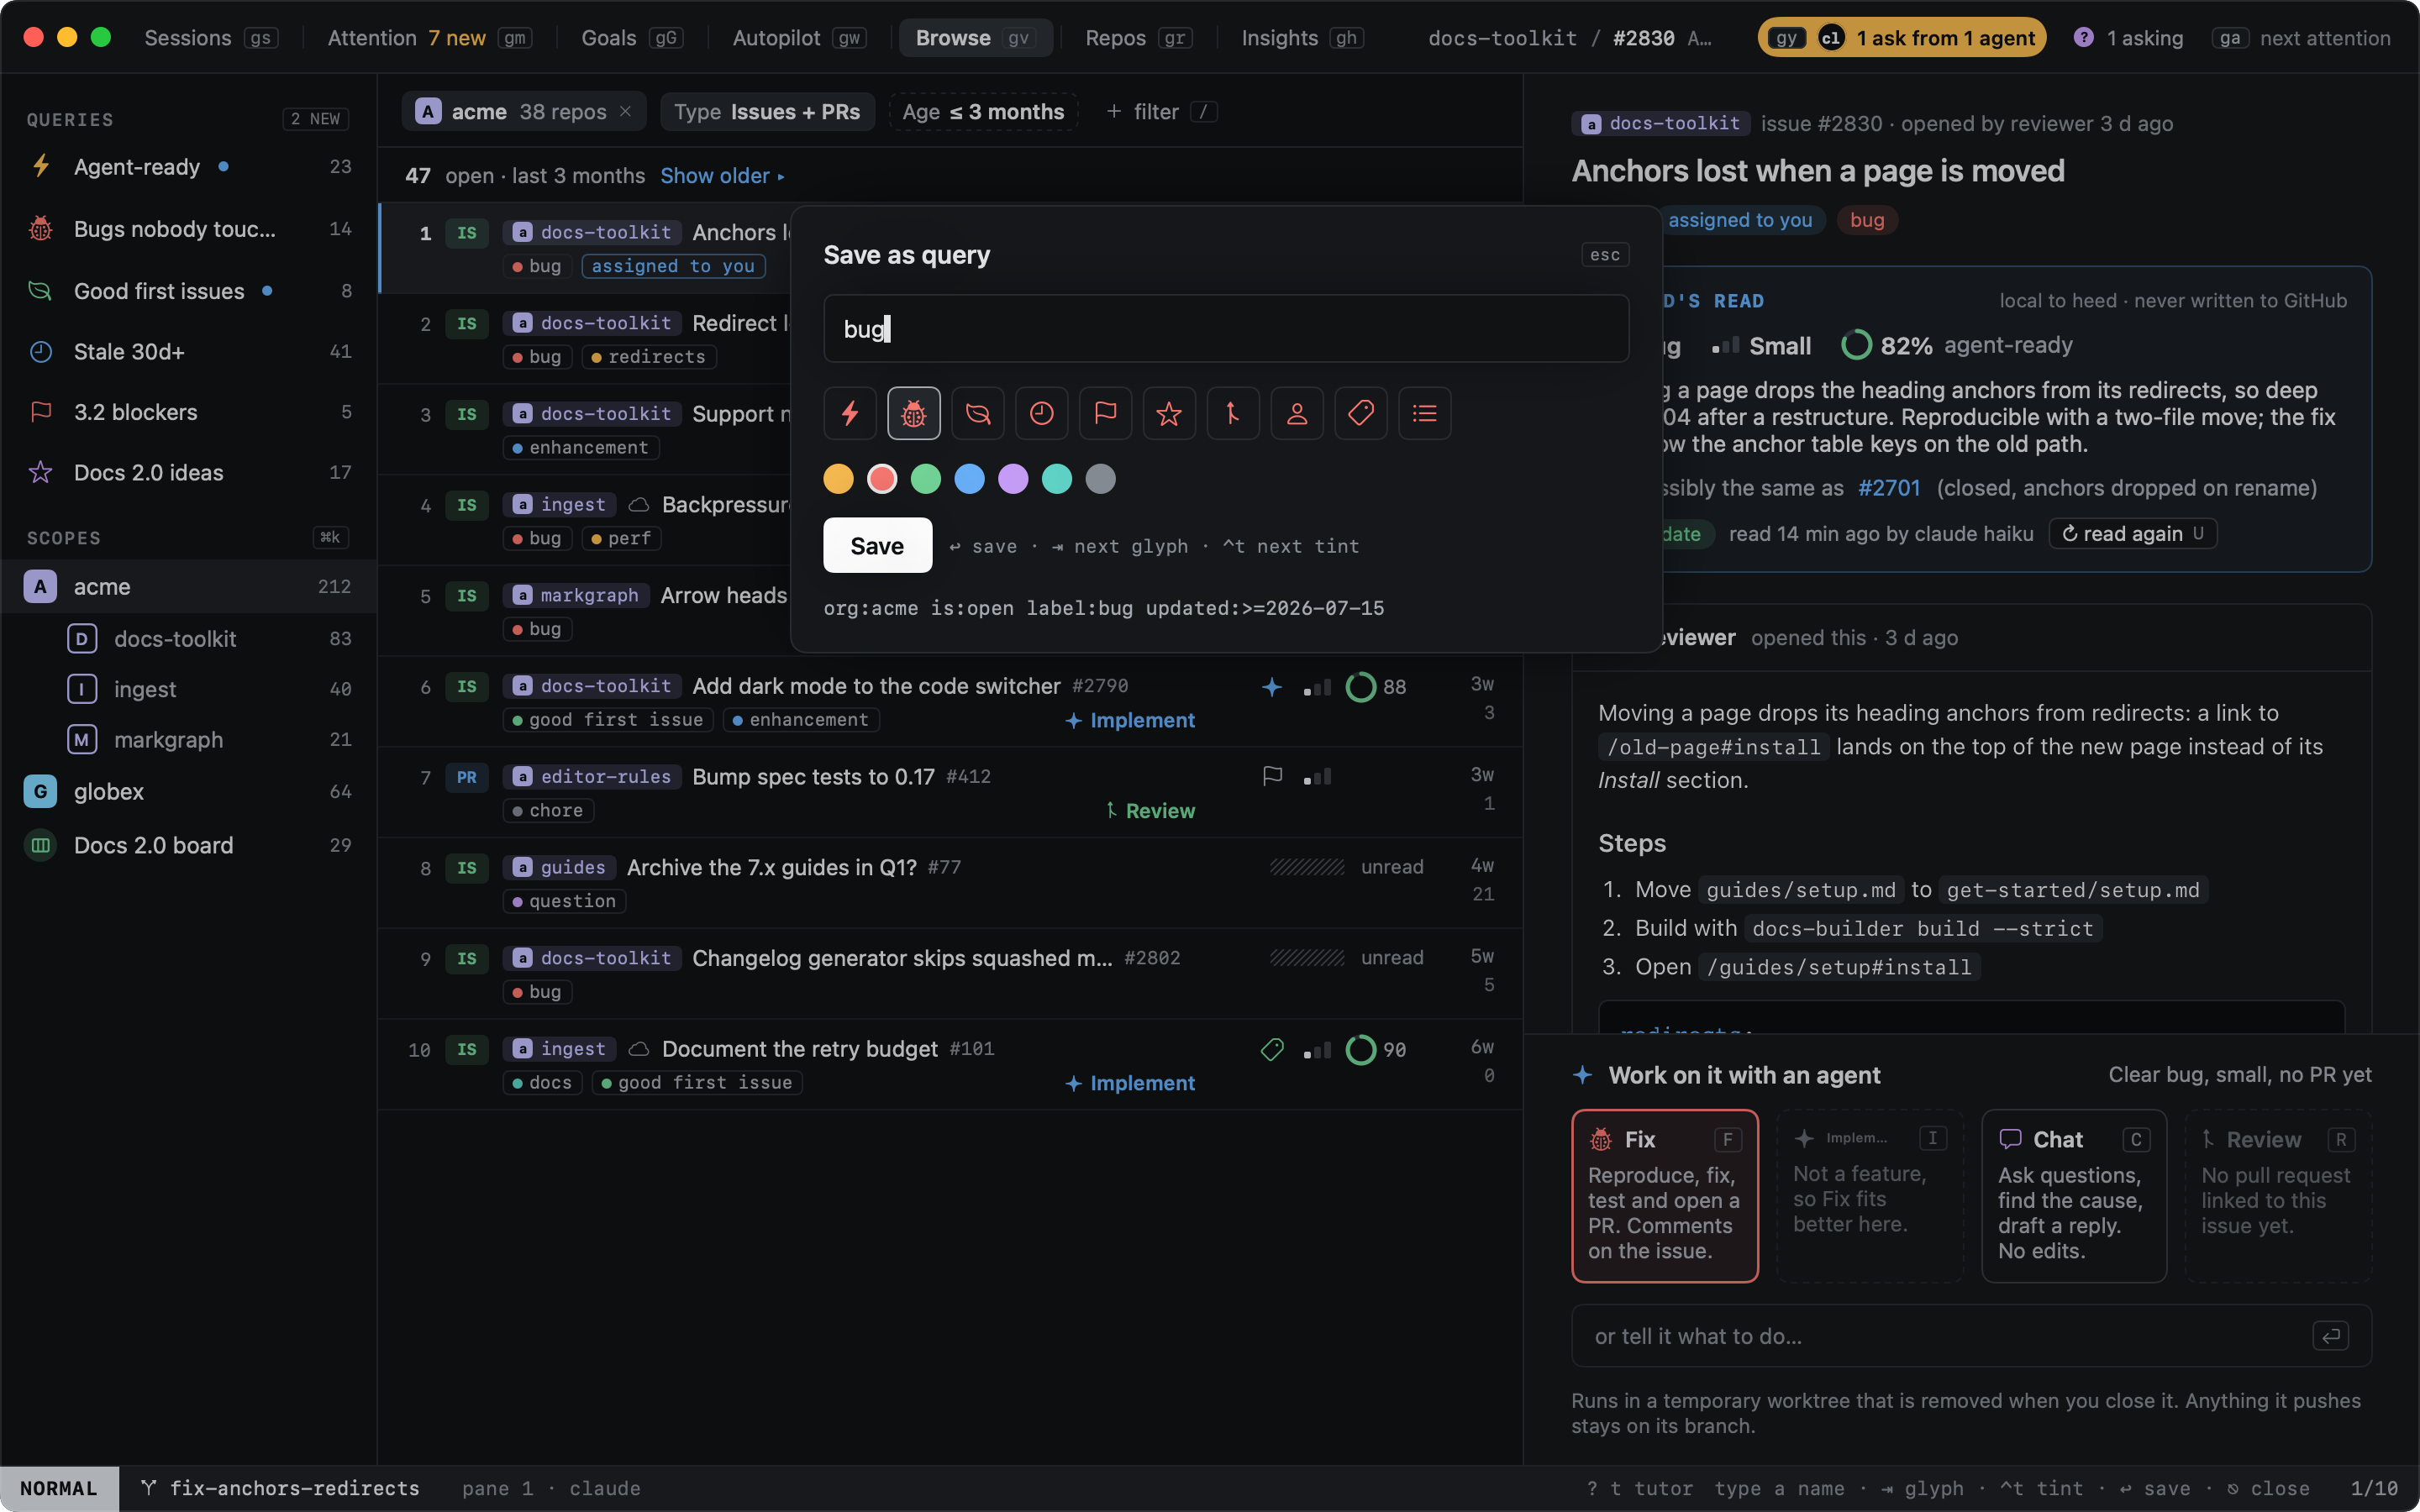 Sessions gs Attention 7 new gm Goals gG Autopilot gw Browse gv Repos gr Insights gh docs-toolkit / #2830 A… gy cl 1 ask from 1 agent ? 1 asking ga next attention
QUERIES 2 NEW
Agent-ready 23
Bugs nobody touc… 14
Good first issues 8
Stale 30d+ 41
3.2 blockers 5
Docs 2.0 ideas 17
SCOPES ⌘k
A acme 212
D docs-toolkit 83
I ingest 40
M markgraph 21
G globex 64
Docs 2.0 board 29
A acme 38 repos × Type Issues + PRs Age ≤ 3 months + filter /
47 open · last 3 months Show older ▸
1 IS a docs-toolkit Anchors l
bug assigned to you
2 IS a docs-toolkit Redirect l
bug redirects
3 IS a docs-toolkit Support n
enhancement
4 IS a ingest Backpressur
bug perf
5 IS a markgraph Arrow heads
bug
6 IS a docs-toolkit Add dark mode to the code switcher #2790 88 3w
good first issue enhancement Implement 3
7 PR a editor-rules Bump spec tests to 0.17 #412 3w
chore Review 1
8 IS a guides Archive the 7.x guides in Q1? #77 unread 4w
question 21
9 IS a docs-toolkit Changelog generator skips squashed m… #2802 unread 5w
bug 5
10 IS a ingest Document the retry budget #101 90 6w
docs good first issue Implement 0
Save as query esc
bug
Save ↩ save · ⇥ next glyph · ^t next tint
org:acme is:open label:bug updated:>=2026-07-15
a docs-toolkit issue #2830 · opened by reviewer 3 d ago
Anchors lost when a page is moved
assigned to you bug
D'S READ local to heed · never written to GitHub
g Small 82% agent-ready
g a page drops the heading anchors from its redirects, so deep
04 after a restructure. Reproducible with a two-file move; the fix
ow the anchor table keys on the old path.
ssibly the same as #2701 (closed, anchors dropped on rename)
date read 14 min ago by claude haiku read again U
eviewer opened this · 3 d ago
Moving a page drops its heading anchors from redirects: a link to
/old-page#install lands on the top of the new page instead of its
Install section.
Steps
1. Move guides/setup.md to get-started/setup.md
2. Build with docs-builder build --strict
3. Open /guides/setup#install
Work on it with an agent Clear bug, small, no PR yet
Fix F
Reproduce, fix,
test and open a
PR. Comments
on the issue.
Implem… I
Not a feature,
so Fix fits
better here.
Chat C
Ask questions,
find the cause,
draft a reply.
No edits.
Review R
No pull request
linked to this
issue yet.
or tell it what to do…
Runs in a temporary worktree that is removed when you close it. Anything it pushes
stays on its branch.
NORMAL fix-anchors-redirects pane 1 · claude ? t tutor type a name · ⇥ glyph · ^t tint · ↩ save · ⎋ close 1/10